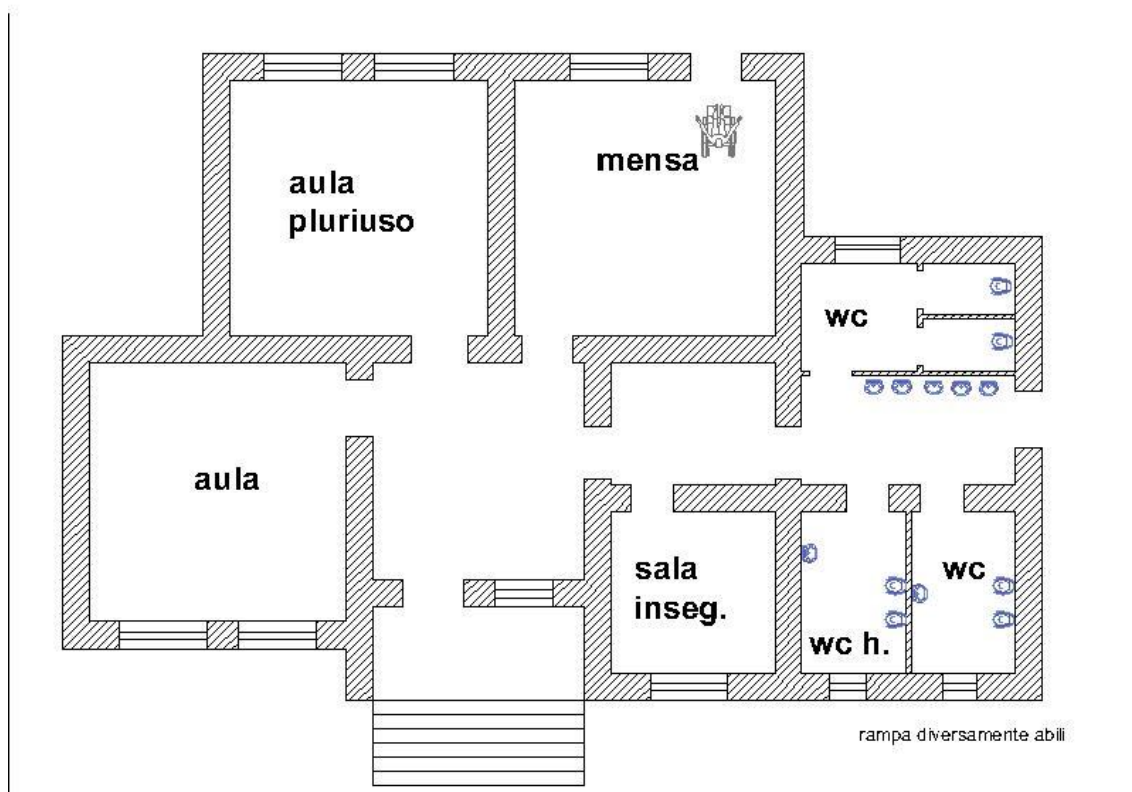 aula
pluriuso
mensa
wc
aula
sala
inseg.
wc h.
wc
rampa diversamente abili